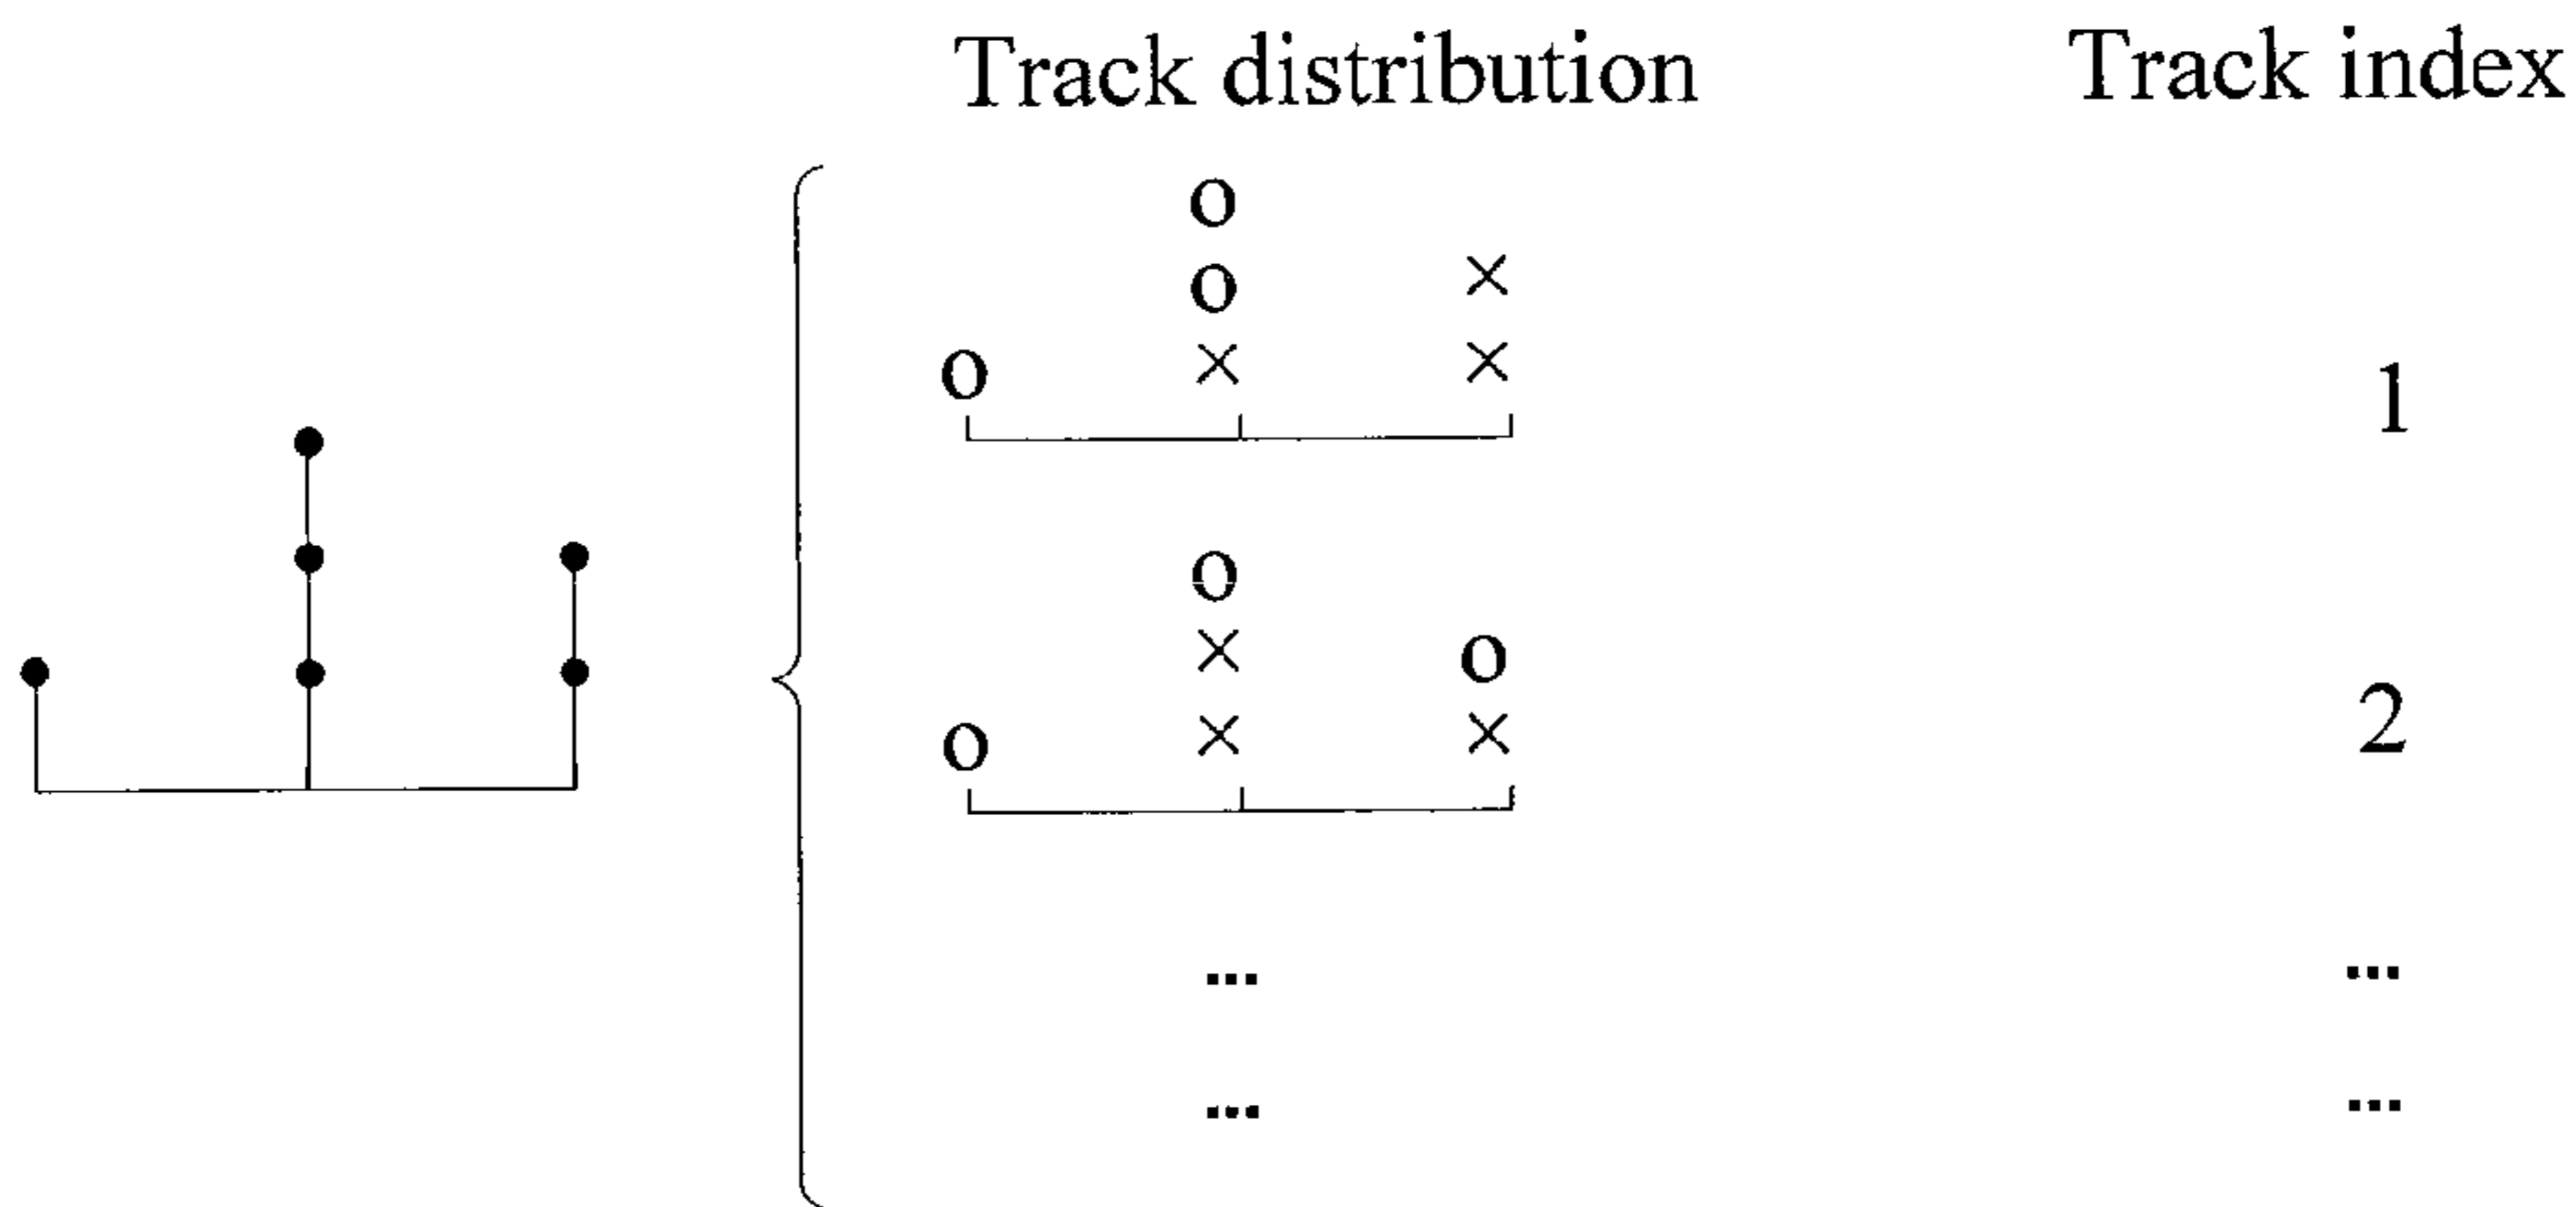 Track distribution Track index
o
o ×
o × × 1
o
× o
o × × 2
... ...
... ...